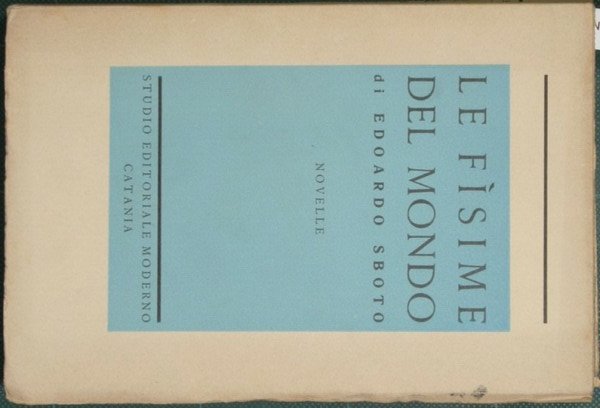 LE FÌSIME
DEL MONDO
di EDOARDO SBOTO
NOVELLE
STUDIO EDITORIALE MODERNO
CATANIA